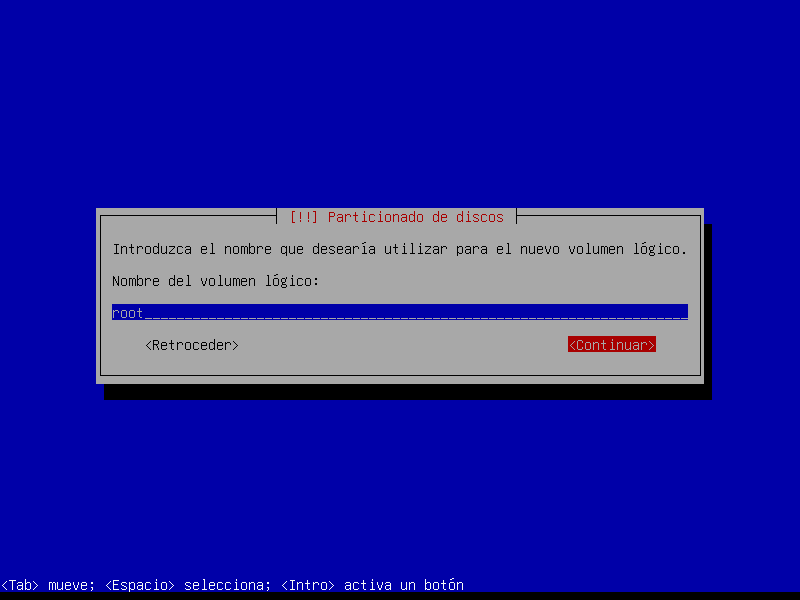 [!!] Particionado de discos
Introduzca el nombre que desearía utilizar para el nuevo volumen lógico.
Nombre del volumen lógico:
root
<Retroceder> <Continuar>
<Tab> mueve; <Espacio> selecciona; <Intro> activa un botón